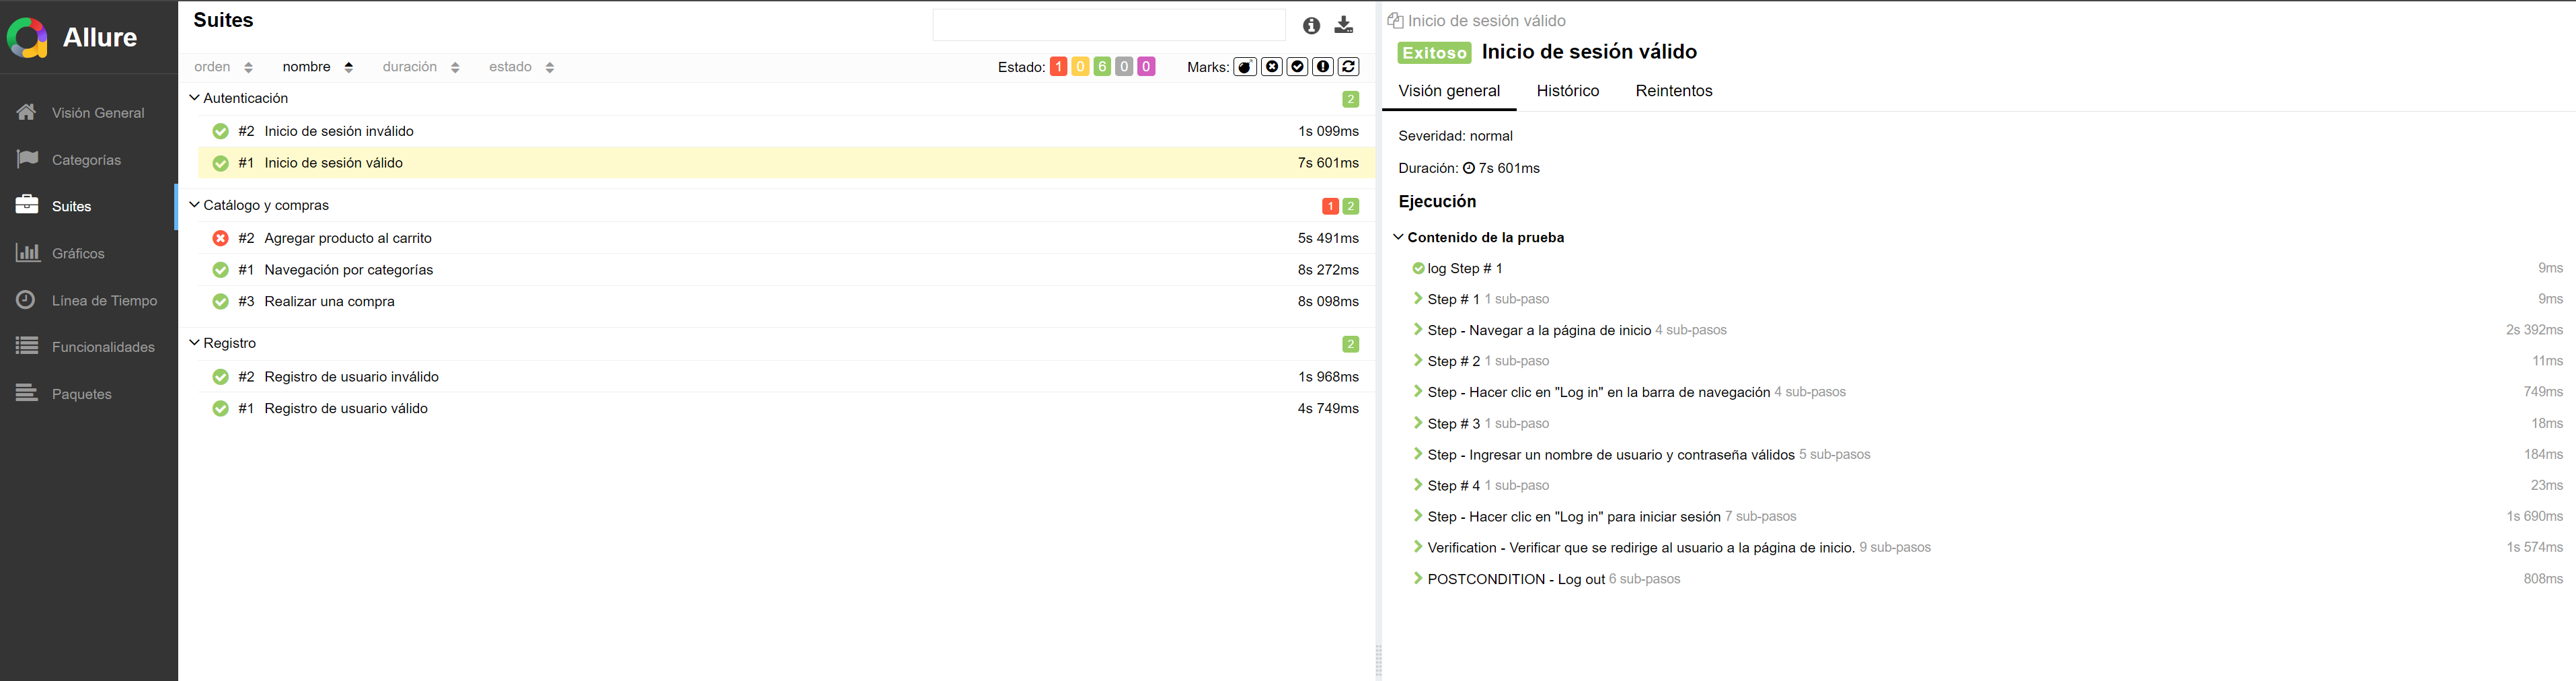 Allure
Visión General
Categorías
Suites
Gráficos
Línea de Tiempo
Funcionalidades
Paquetes
Suites
orden nombre duración estado Estado: 1 0 6 0 0 Marks:
Autenticación 2
#2 Inicio de sesión inválido 1s 099ms
#1 Inicio de sesión válido 7s 601ms
Catálogo y compras 1 2
#2 Agregar producto al carrito 5s 491ms
#1 Navegación por categorías 8s 272ms
#3 Realizar una compra 8s 098ms
Registro 2
#2 Registro de usuario inválido 1s 968ms
#1 Registro de usuario válido 4s 749ms
Inicio de sesión válido
Exitoso Inicio de sesión válido
Visión general Histórico Reintentos
Severidad: normal
Duración: 7s 601ms
Ejecución
Contenido de la prueba
log Step # 1 9ms
Step # 1 1 sub-paso 9ms
Step - Navegar a la página de inicio 4 sub-pasos 2s 392ms
Step # 2 1 sub-paso 11ms
Step - Hacer clic en "Log in" en la barra de navegación 4 sub-pasos 749ms
Step # 3 1 sub-paso 18ms
Step - Ingresar un nombre de usuario y contraseña válidos 5 sub-pasos 184ms
Step # 4 1 sub-paso 23ms
Step - Hacer clic en "Log in" para iniciar sesión 7 sub-pasos 1s 690ms
Verification - Verificar que se redirige al usuario a la página de inicio. 9 sub-pasos 1s 574ms
POSTCONDITION - Log out 6 sub-pasos 808ms